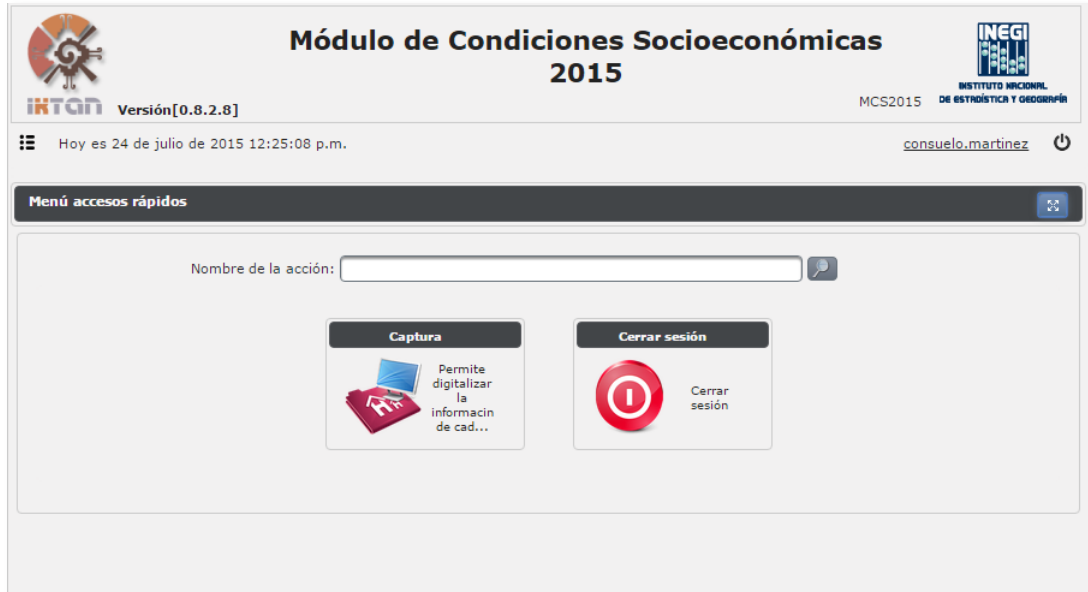 Módulo de Condiciones Socioeconómicas
2015
INEGI
INSTITUTO NACIONAL
DE ESTADÍSTICA Y GEOGRAFÍA
iKTan
Versión[0.8.2.8]
MCS2015
Hoy es 24 de julio de 2015 12:25:08 p.m.
consuelo.martinez
Menú accesos rápidos
Nombre de la acción:
Captura
Permite
digitalizar
la
informacin
de cad...
Cerrar sesión
Cerrar
sesión